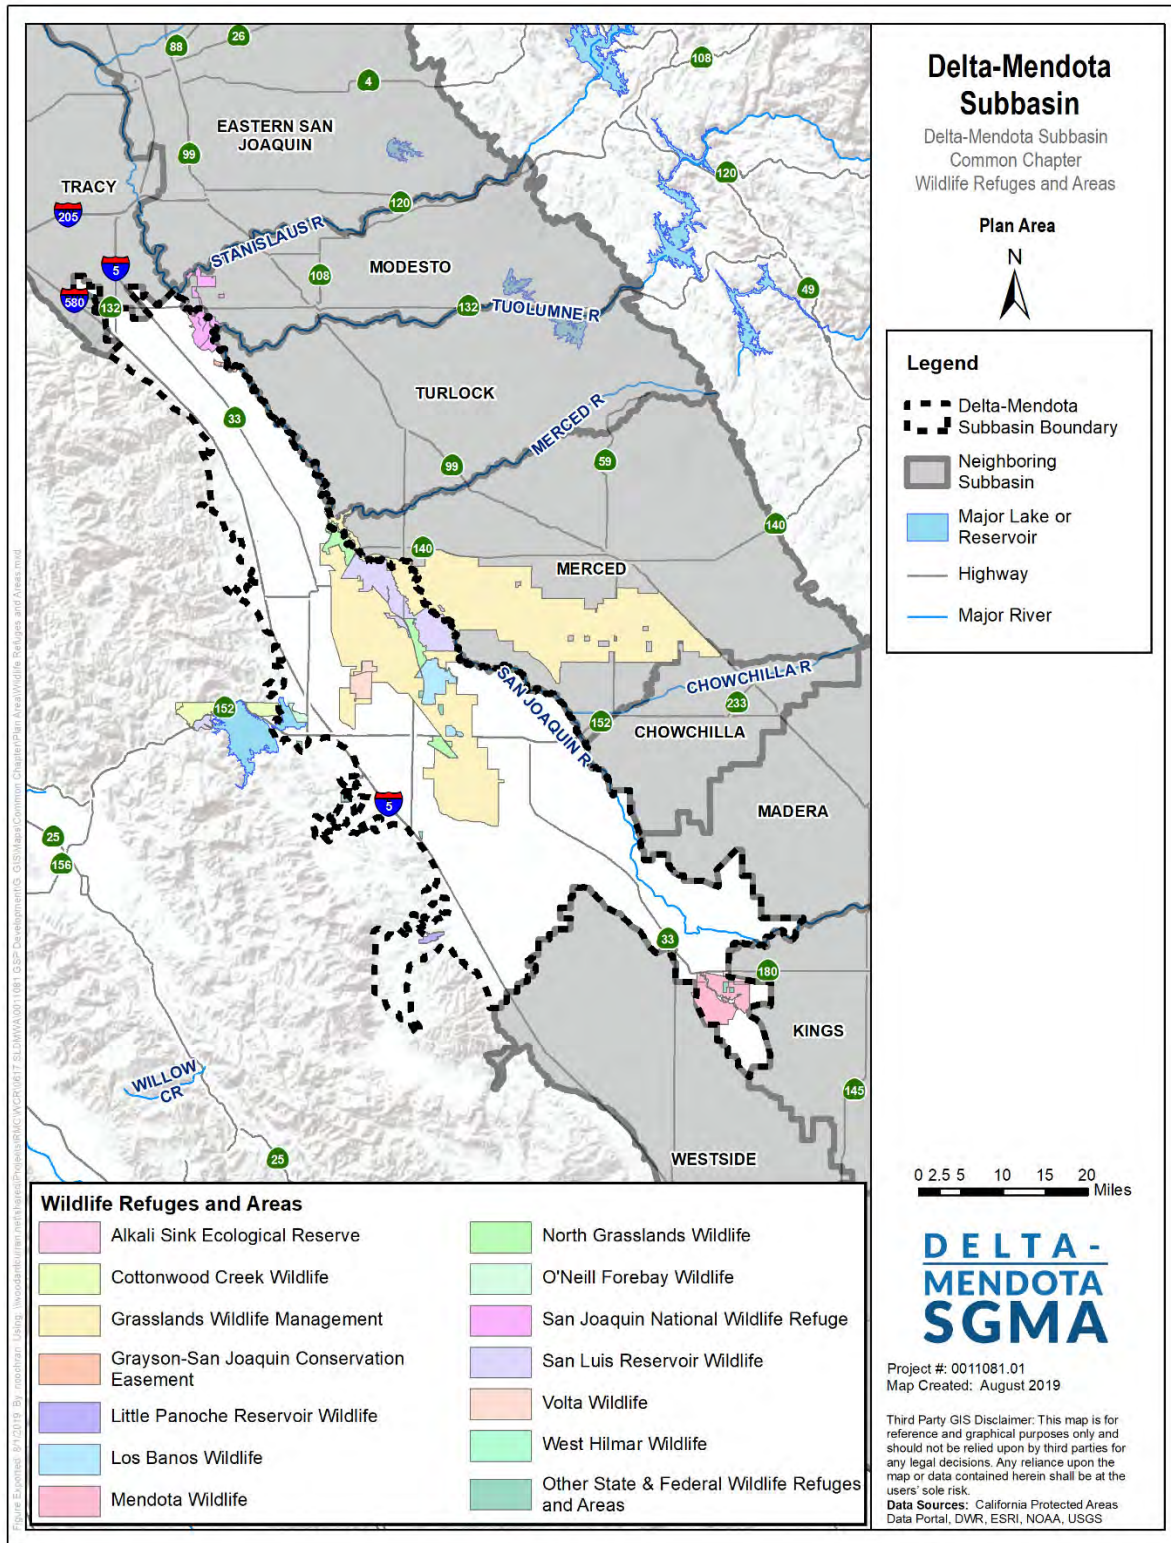 Delta-Mendota
Subbasin
Delta-Mendota Subbasin
Common Chapter
Wildlife Refuges and Areas
Plan Area
N
Legend
Delta-Mendota
Subbasin Boundary
Neighboring
Subbasin
Major Lake or
Reservoir
Highway
Major River
0 2.5 5 10 15 20
Miles
DELTA-
MENDOTA
SGMA
Project #: 0011081.01
Map Created: August 2019
Third Party GIS Disclaimer: This map is for
reference and graphical purposes only and
should not be relied upon by third parties for
any legal decisions. Any reliance upon the
map or data contained herein shall be at the
users' sole risk.
Data Sources: California Protected Areas
Data Portal, DWR, ESRI, NOAA, USGS
26
88
108
4
EASTERN SAN
JOAQUIN
99
TRACY
120
205
120
STANISLAUS R
5
MODESTO
108
49
580
132
132
TUOLUMNE R
TURLOCK
33
MERCED R
59
99
140
140
MERCED
SAN JOAQUIN R
CHOWCHILLA R
152
233
152
CHOWCHILLA
5
MADERA
25
156
33
180
KINGS
WILLOW
CR
145
25
WESTSIDE
Wildlife Refuges and Areas
Alkali Sink Ecological Reserve
Cottonwood Creek Wildlife
Grasslands Wildlife Management
Grayson-San Joaquin Conservation
Easement
Little Panoche Reservoir Wildlife
Los Banos Wildlife
Mendota Wildlife
North Grasslands Wildlife
O'Neill Forebay Wildlife
San Joaquin National Wildlife Refuge
San Luis Reservoir Wildlife
Volta Wildlife
West Hilmar Wildlife
Other State & Federal Wildlife Refuges
and Areas